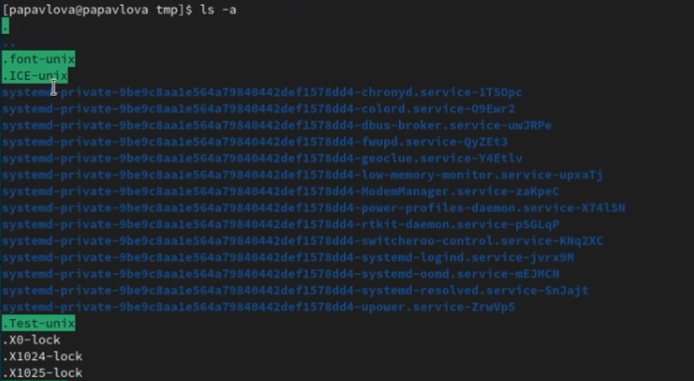 [papavlova@papavlova tmp]$ ls -a
.
..
.font-unix
.ICE-unix
systemd-private-9be9c8aa1e564a79840442def1578dd4-chronyd.service-1TSOpc
systemd-private-9be9c8aa1e564a79840442def1578dd4-colord.service-O9Ewr2
systemd-private-9be9c8aa1e564a79840442def1578dd4-dbus-broker.service-uwJRPe
systemd-private-9be9c8aa1e564a79840442def1578dd4-fwupd.service-QyZEt3
systemd-private-9be9c8aa1e564a79840442def1578dd4-geoclue.service-Y4Etlv
systemd-private-9be9c8aa1e564a79840442def1578dd4-low-memory-monitor.service-upxaTj
systemd-private-9be9c8aa1e564a79840442def1578dd4-ModemManager.service-zaKpeC
systemd-private-9be9c8aa1e564a79840442def1578dd4-power-profiles-daemon.service-X74l5N
systemd-private-9be9c8aa1e564a79840442def1578dd4-rtkit-daemon.service-pSGLqP
systemd-private-9be9c8aa1e564a79840442def1578dd4-switcheroo-control.service-KNq2XC
systemd-private-9be9c8aa1e564a79840442def1578dd4-systemd-logind.service-jvrx9M
systemd-private-9be9c8aa1e564a79840442def1578dd4-systemd-oomd.service-mEJMCN
systemd-private-9be9c8aa1e564a79840442def1578dd4-systemd-resolved.service-SnJajt
systemd-private-9be9c8aa1e564a79840442def1578dd4-upower.service-ZrwVp5
.Test-unix
.X0-lock
.X1024-lock
.X1025-lock